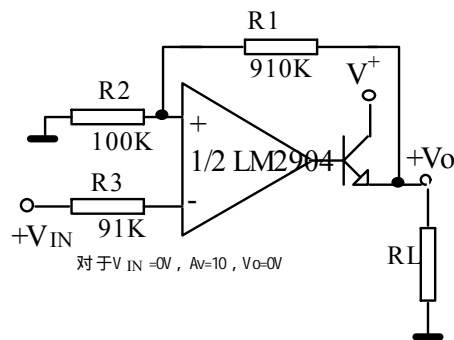 R1
910K
V+
R2
100K
+
1/2 LM2904
+Vo
R3
-
+VIN
91K
RL
对于V IN =0V , Av=10 , Vo=0V